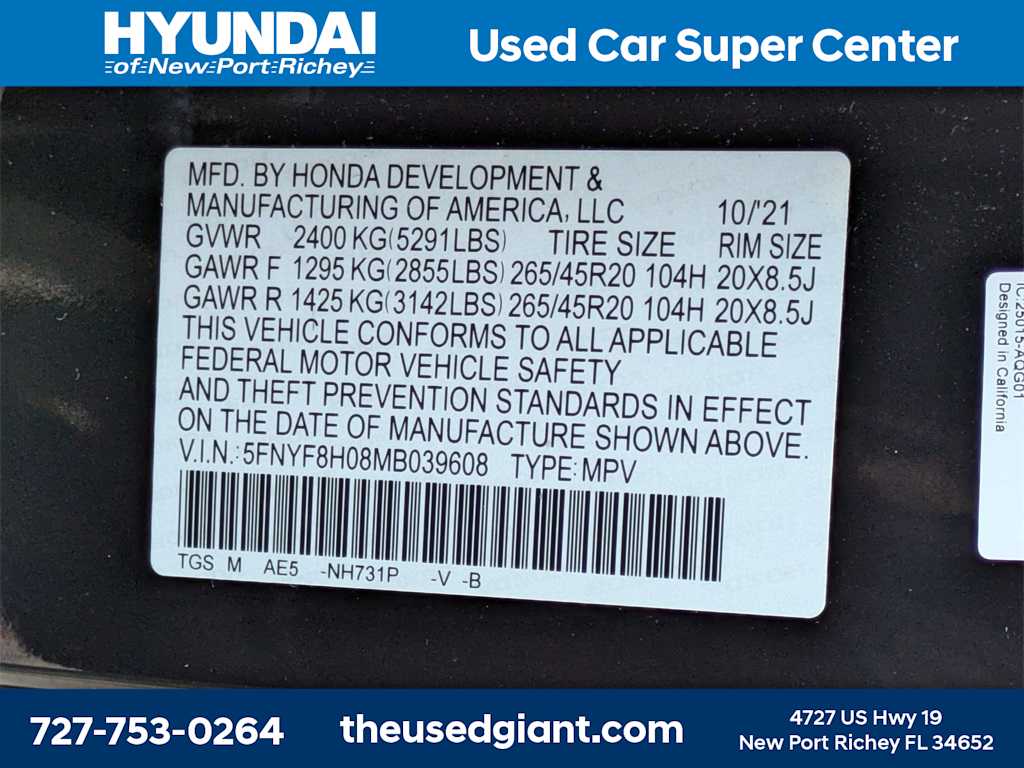 HYUNDAI
of New Port Richey
Used Car Super Center
MFD. BY HONDA DEVELOPMENT &
MANUFACTURING OF AMERICA, LLC 10/'21
GVWR 2400 KG(5291LBS) TIRE SIZE RIM SIZE
GAWR F 1295 KG(2855LBS) 265/45R20 104H 20X8.5J
GAWR R 1425 KG(3142LBS) 265/45R20 104H 20X8.5J
THIS VEHICLE CONFORMS TO ALL APPLICABLE
FEDERAL MOTOR VEHICLE SAFETY
AND THEFT PREVENTION STANDARDS IN EFFECT
ON THE DATE OF MANUFACTURE SHOWN ABOVE.
V.I.N.:5FNYF8H08MB039608 TYPE:MPV
TGS M AE5 -NH731P -V -B
IC:25015-AQG01
Designed in California
727-753-0264
theusedgiant.com
4727 US Hwy 19
New Port Richey FL 34652